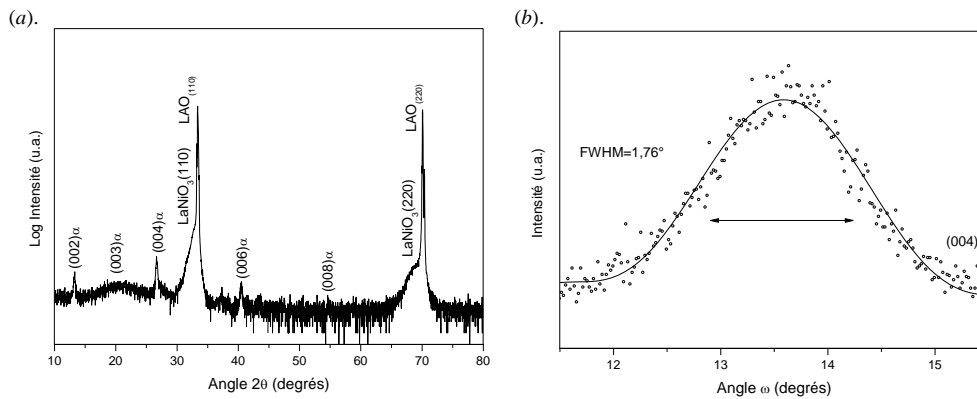 (a).
Log Intensité (u.a.)
(002)α
(003)α
(004)α
LaNiO3(110)
LAO(110)
(006)α
(008)α
LaNiO3(220)
LAO(220)
10 20 30 40 50 60 70 80
Angle 2θ (degrés)
(b).
Intensité (u.a.)
FWHM=1,76°
(004)
12 13 14 15
Angle ω (degrés)